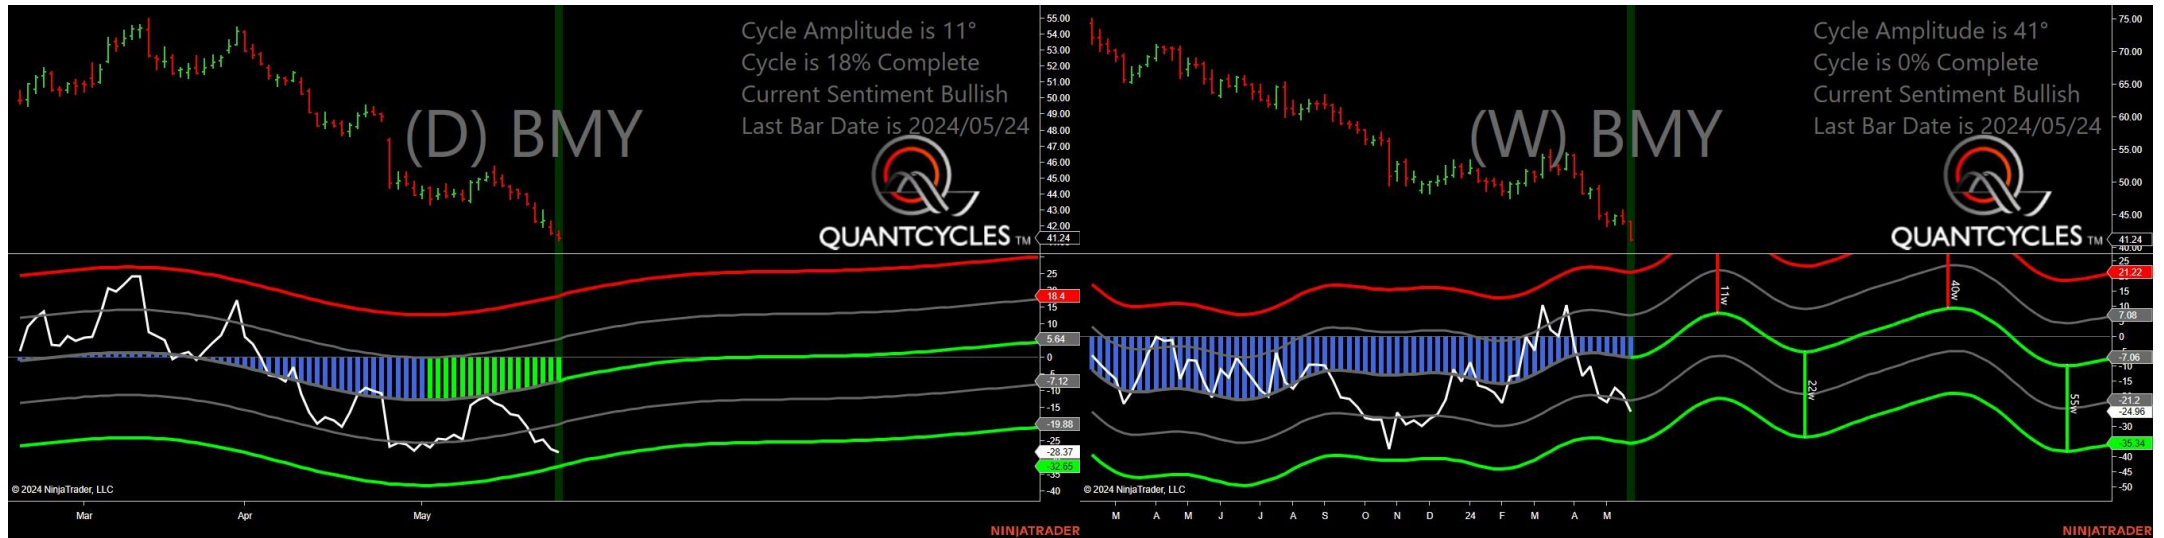 Cycle Amplitude is 11°
Cycle is 18% Complete
Current Sentiment Bullish
Last Bar Date is 2024/05/24
(D) BMY
QUANTCYCLES TM
55.00
54.00
53.00
52.00
51.00
50.00
49.00
48.00
47.00
46.00
45.00
44.00
43.00
42.00
41.24
25
18.4
15
10
5.64
0
-5
-7.12
-10
-15
-19.88
-25
-28.37
-32.65
-40
© 2024 NinjaTrader, LLC
Mar
Apr
May
NINJATRADER
Cycle Amplitude is 41°
Cycle is 0% Complete
Current Sentiment Bullish
Last Bar Date is 2024/05/24
(W) BMY
QUANTCYCLES TM
75.00
70.00
65.00
60.00
55.00
50.00
45.00
41.24
40.00
11w
40w
22w
55w
25
21.22
15
10
7.08
0
-7.06
-10
-15
-21.2
-24.96
-30
-35.34
-40
-45
-50
© 2024 NinjaTrader, LLC
M
A
M
J
J
A
S
O
N
D
24
F
M
A
M
NINJATRADER